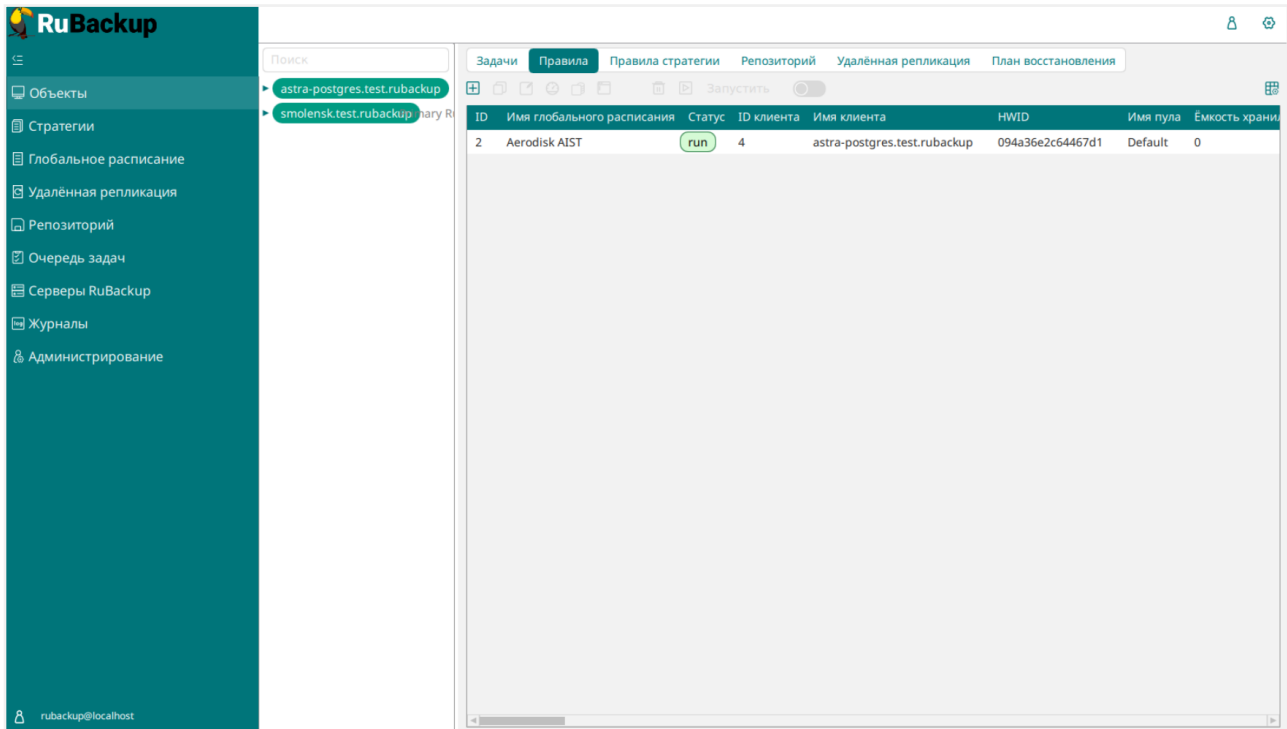 RuBackup
Поиск
Задачи Правила Правила стратегии Репозиторий Удалённая репликация План восстановления
Объекты
astra-postgres.test.rubackup
Запустить
Стратегии
smolensk.test.rubackup
ID Имя глобального расписания Статус ID клиента Имя клиента HWID Имя пула Ёмкость
2 Aerodisk AIST run 4 astra-postgres.test.rubackup 094a36e2c64467d1 Default 0
Глобальное расписание
Удалённая репликация
Репозиторий
Очередь задач
Серверы RuBackup
log Журналы
Администрирование
rubackup@localhost